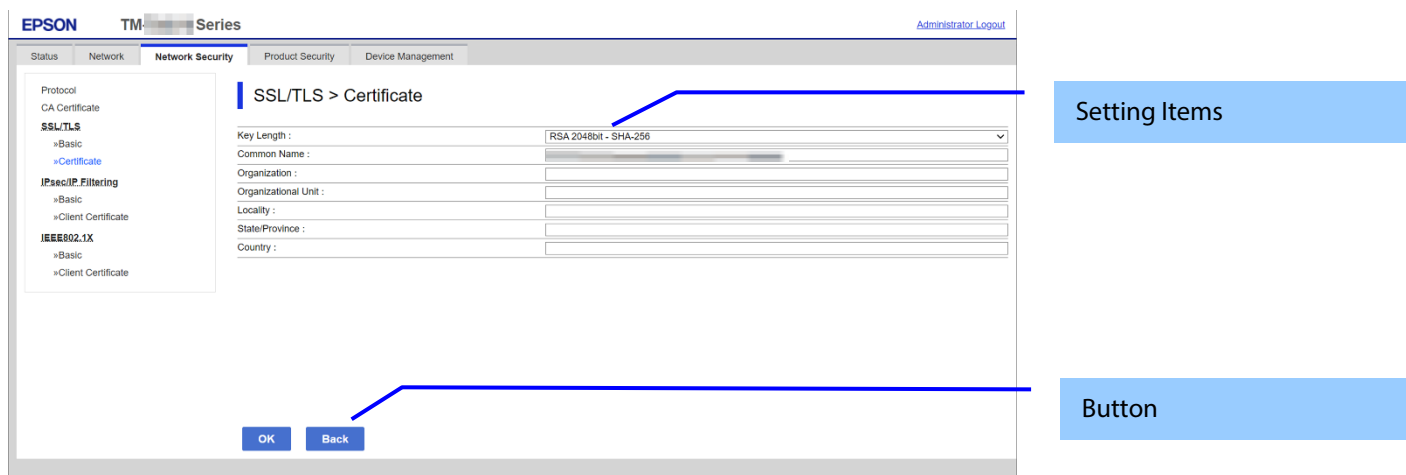 EPSON TM- Series Administrator Logout
Status Network Network Security Product Security Device Management
Protocol
CA Certificate
SSL/TLS
»Basic
»Certificate
IPsec/IP Filtering
»Basic
»Client Certificate
IEEE802.1X
»Basic
»Client Certificate
SSL/TLS > Certificate
Key Length : RSA 2048bit - SHA-256
Common Name :
Organization :
Organizational Unit :
Locality :
State/Province :
Country :
OK Back
Setting Items
Button